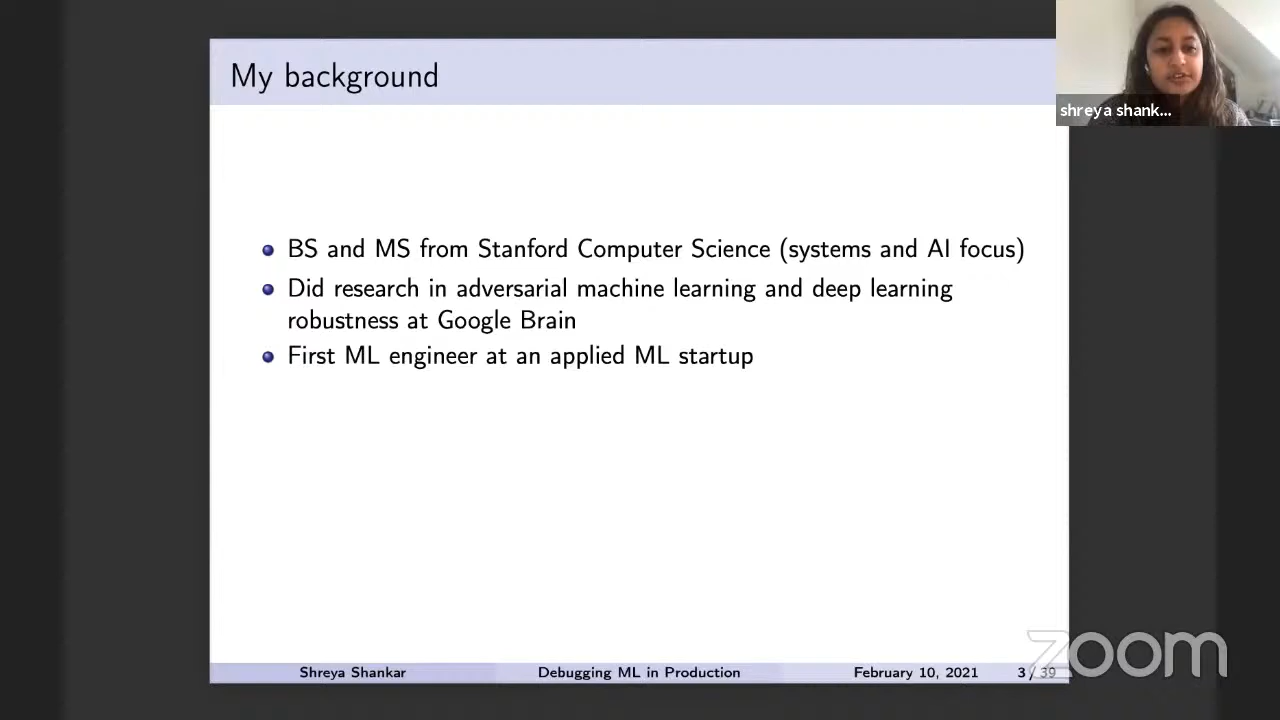 My background
shreya shank...
BS and MS from Stanford Computer Science (systems and AI focus)
Did research in adversarial machine learning and deep learning
robustness at Google Brain
First ML engineer at an applied ML startup
Shreya Shankar Debugging ML in Production February 10, 2021 3 / 39
zoom